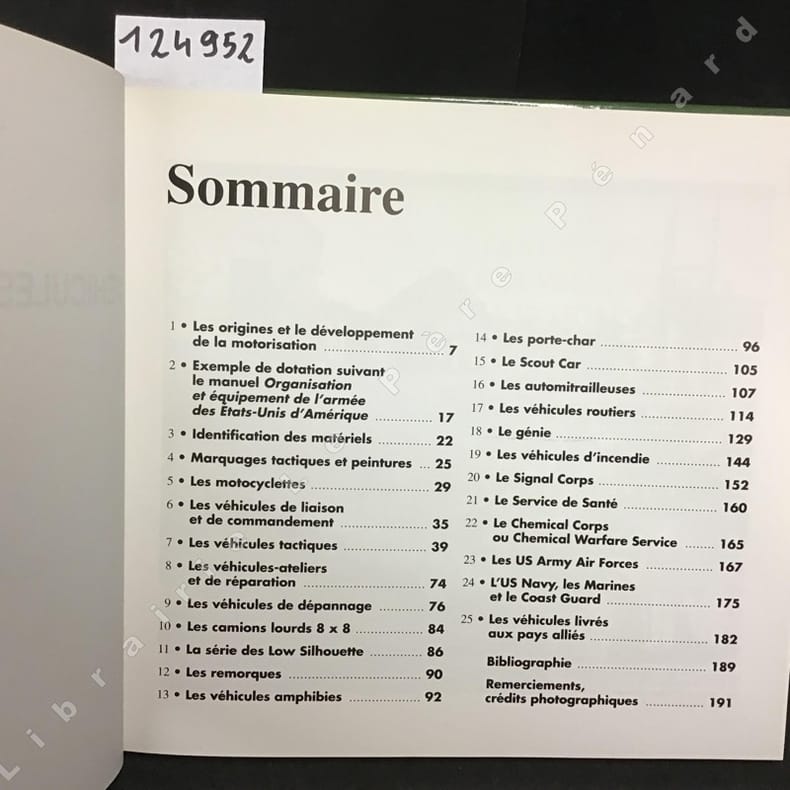 124952
Sommaire
1 • Les origines et le développement
de la motorisation ........................ 7
2 • Exemple de dotation suivant
le manuel Organisation
et équipement de l'armée
des États-Unis d'Amérique ............... 17
3 • Identification des matériels ............ 22
4 • Marquages tactiques et peintures ... 25
5 • Les motocyclettes ........................ 29
6 • Les véhicules de liaison
et de commandement ..................... 35
7 • Les véhicules tactiques ................ 39
8 • Les véhicules-ateliers
et de réparation .......................... 74
9 • Les véhicules de dépannage ........... 76
10 • Les camions lourds 8 x 8 ................ 84
11 • La série des Low Silhouette ............ 86
12 • Les remorques ............................ 90
13 • Les véhicules amphibies ................ 92
14 • Les porte-char ............................ 96
15 • Le Scout Car ............................ 105
16 • Les automitrailleuses ................... 107
17 • Les véhicules routiers ................... 114
18 • Le génie .................................. 129
19 • Les véhicules d'incendie ................ 144
20 • Le Signal Corps .......................... 152
21 • Le Service de Santé ..................... 160
22 • Le Chemical Corps
ou Chemical Warfare Service ........ 165
23 • Les US Army Air Forces ................ 167
24 • L'US Navy, les Marines
et le Coast Guard ........................ 175
25 • Les véhicules livrés
aux pays alliés ............................ 182
Bibliographie .............................. 189
Remerciements,
crédits photographiques ................ 191
Librairie Père Pénard